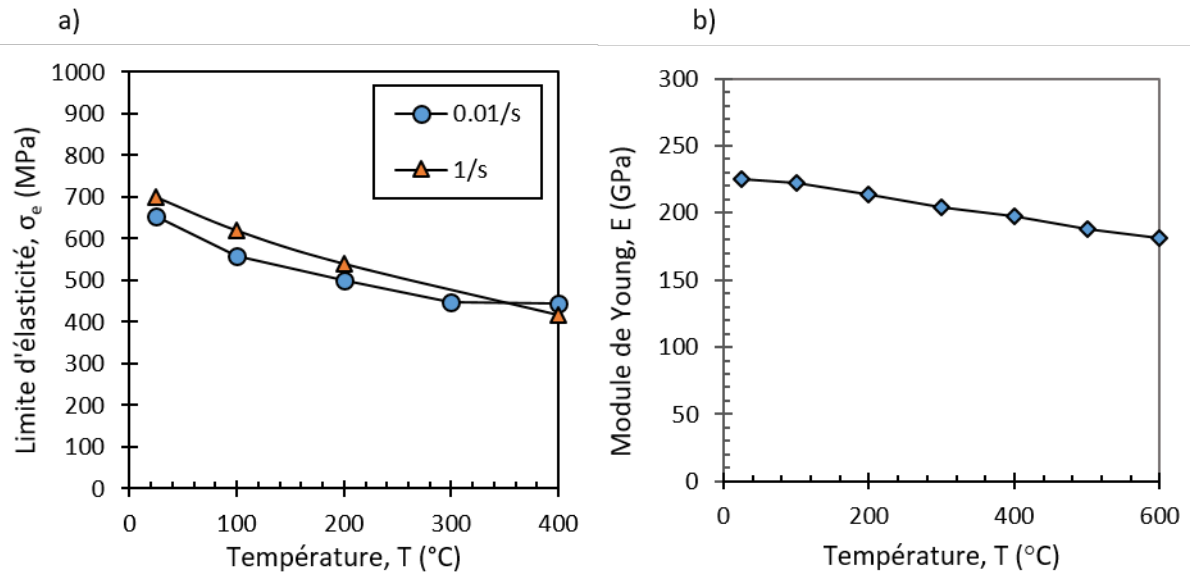 a)
Limite d'élasticité, σe (MPa)
1000
900
800
700
600
500
400
300
200
100
0
0.01/s
1/s
0 100 200 300 400
Température, T (°C)
b)
Module de Young, E (GPa)
300
250
200
150
100
50
0
0 200 400 600
Température, T (°C)